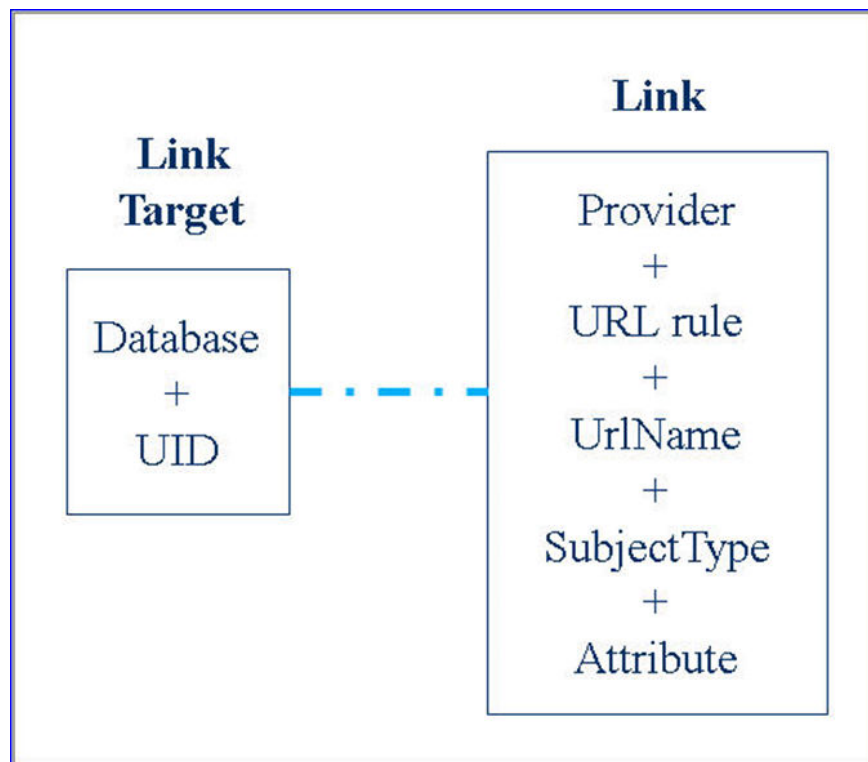 Link
Target
Database
+
UID
Link
Provider
+
URL rule
+
UrlName
+
SubjectType
+
Attribute